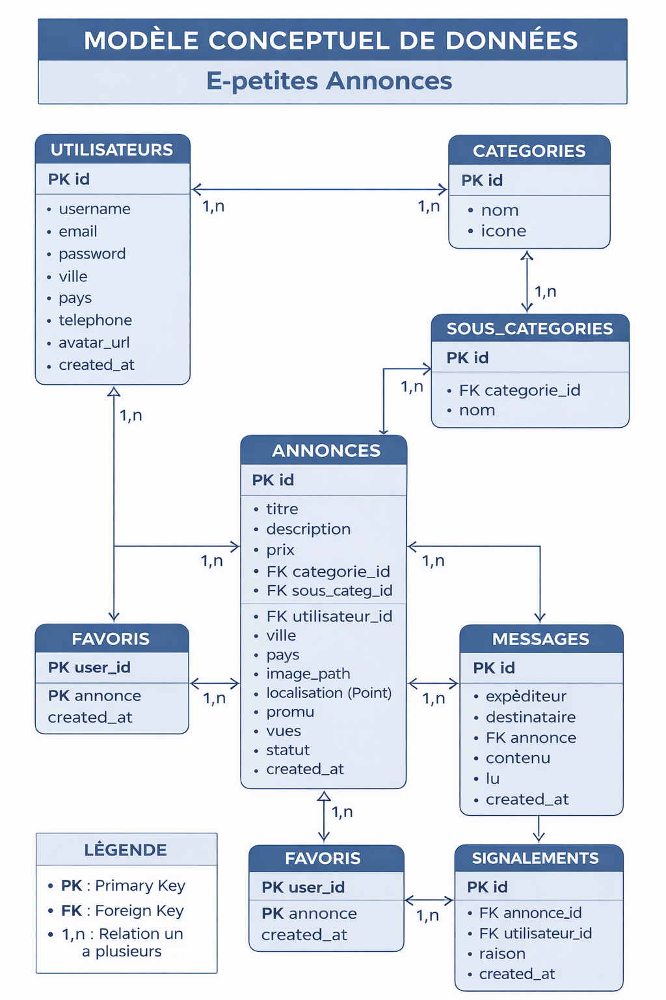 MODÈLE CONCEPTUEL DE DONNÉES
E-petites Annonces
UTILISATEURS
PK id
• username
• email
• password
• ville
• pays
• telephone
• avatar_url
• created_at
1,n
1,n
CATEGORIES
PK id
• nom
• icone
1,n
SOUS_CATEGORIES
PK id
• FK categorie_id
• nom
1,n
1,n
ANNONCES
PK id
• titre
• description
• prix
• FK categorie_id
• FK sous_categ_id
• FK utilisateur_id
• ville
• pays
• image_path
• localisation (Point)
• promu
• vues
• statut
• created_at
1,n
1,n
FAVORIS
PK user_id
PK annonce
created_at
1,n
1,n
MESSAGES
PK id
• expėditeur
• destinataire
• FK annonce
• contenu
• lu
• created_at
1,n
FAVORIS
PK user_id
PK annonce
created_at
1,n
SIGNALEMENTS
PK id
• FK annonce_id
• FK utilisateur_id
• raison
• created_at
LĖGENDE
• PK : Primary Key
• FK : Foreign Key
• 1,n : Relation un
a plusieurs